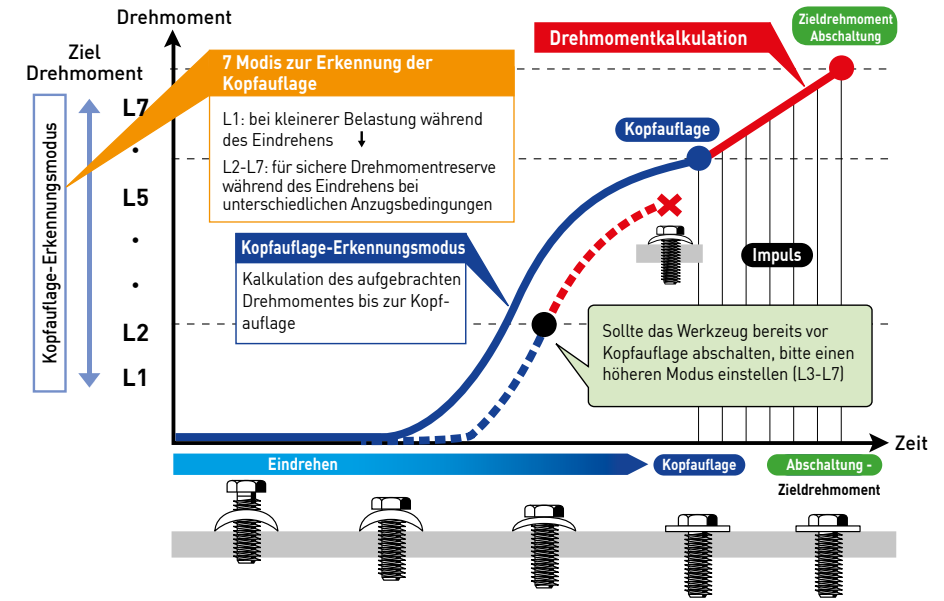 Drehmoment
Ziel
Drehmoment
Kopfauflage-Erkennungsmodus
L7
L5
L2
L1
7 Modis zur Erkennung der
Kopfauflage
L1: bei kleinerer Belastung während
des Eindrehens
L2-L7: für sichere Drehmomentreserve
während des Eindrehens bei
unterschiedlichen Anzugsbedingungen
Kopfauflage-Erkennungsmodus
Kalkulation des aufgebrachten
Drehmomentes bis zur Kopf-
auflage
Drehmomentkalkulation
Zieldrehmoment
Abschaltung
Kopfauflage
Impuls
Sollte das Werkzeug bereits vor
Kopfauflage abschalten, bitte einen
höheren Modus einstellen (L3-L7)
Zeit
Eindrehen
Kopfauflage
Abschaltung -
Zieldrehmoment